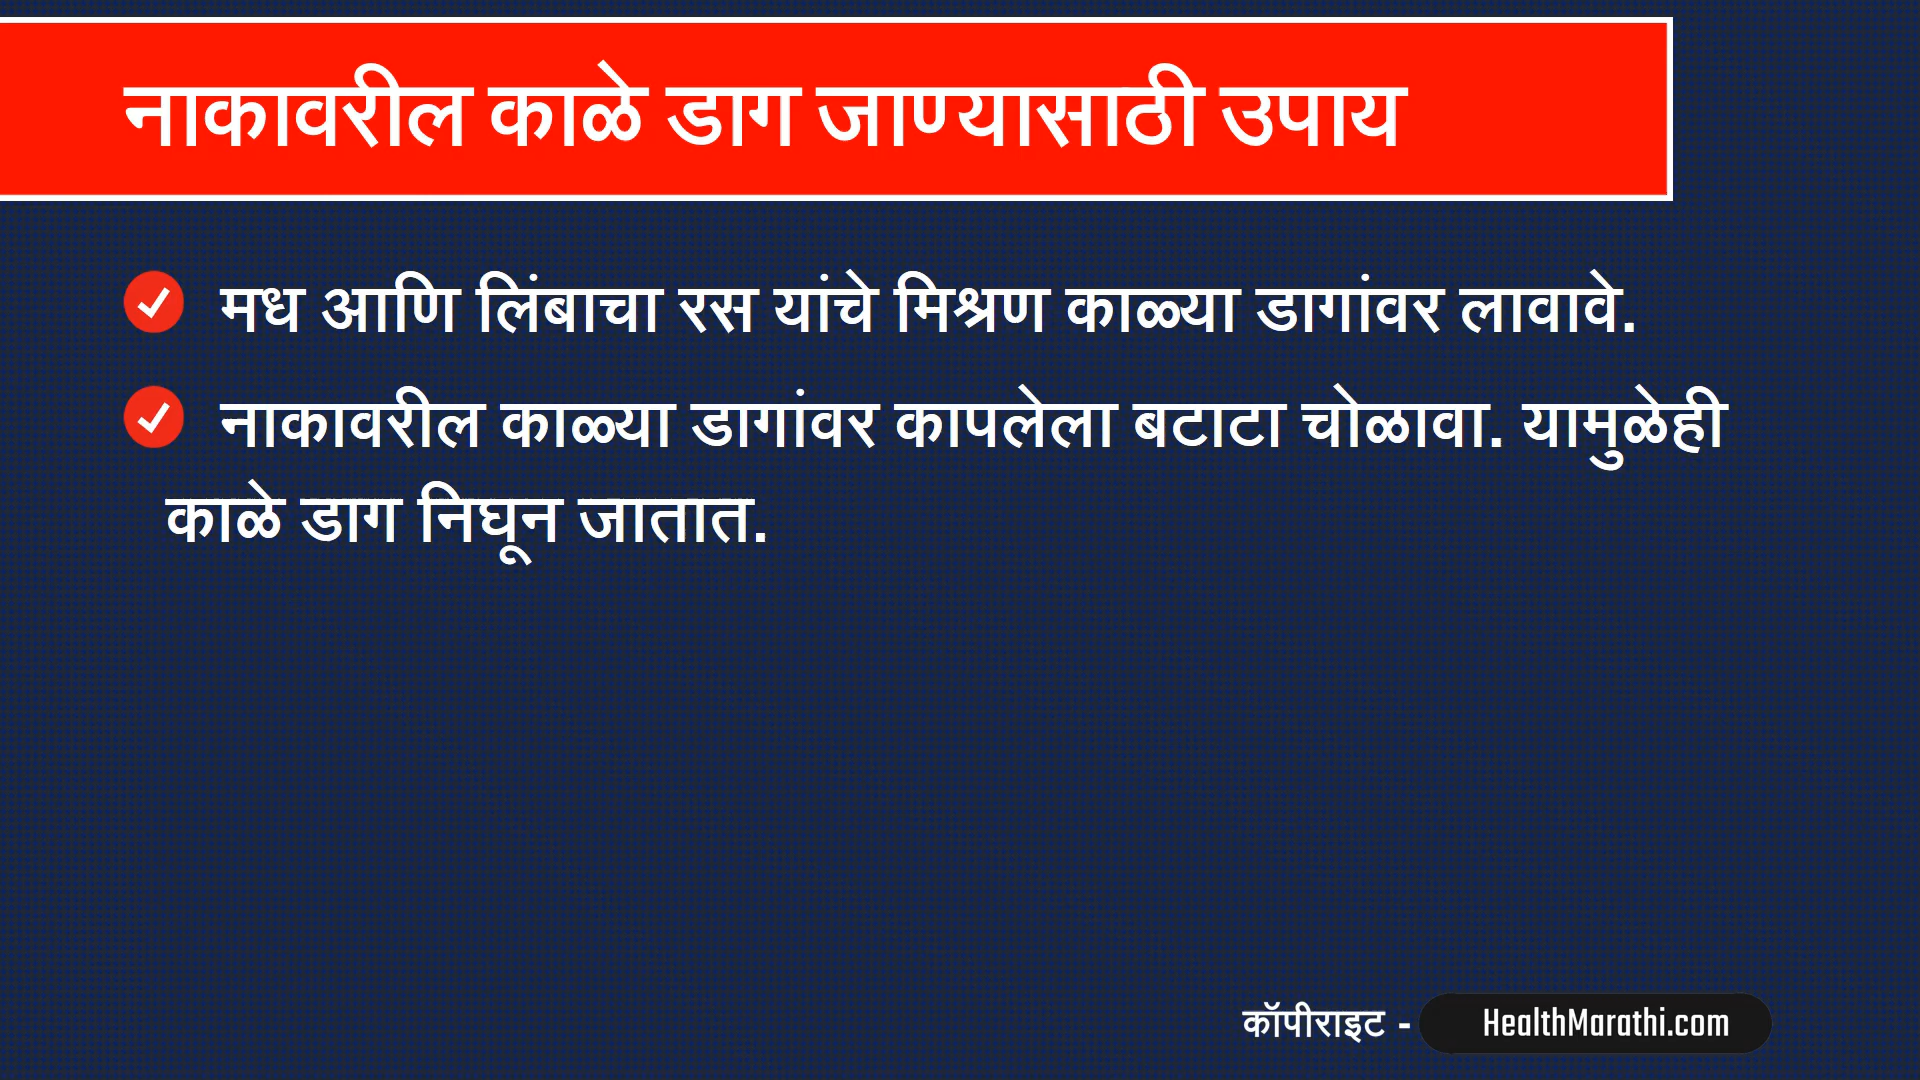 नाकावरील काळे डाग जाण्यासाठी उपाय
मध आणि लिंबाचा रस यांचे मिश्रण काळ्या डागांवर लावावे.
नाकावरील काळ्या डागांवर कापलेला बटाटा चोळावा. यामुळेही
काळे डाग निघून जातात.
कॉपीराइट - HealthMarathi.com